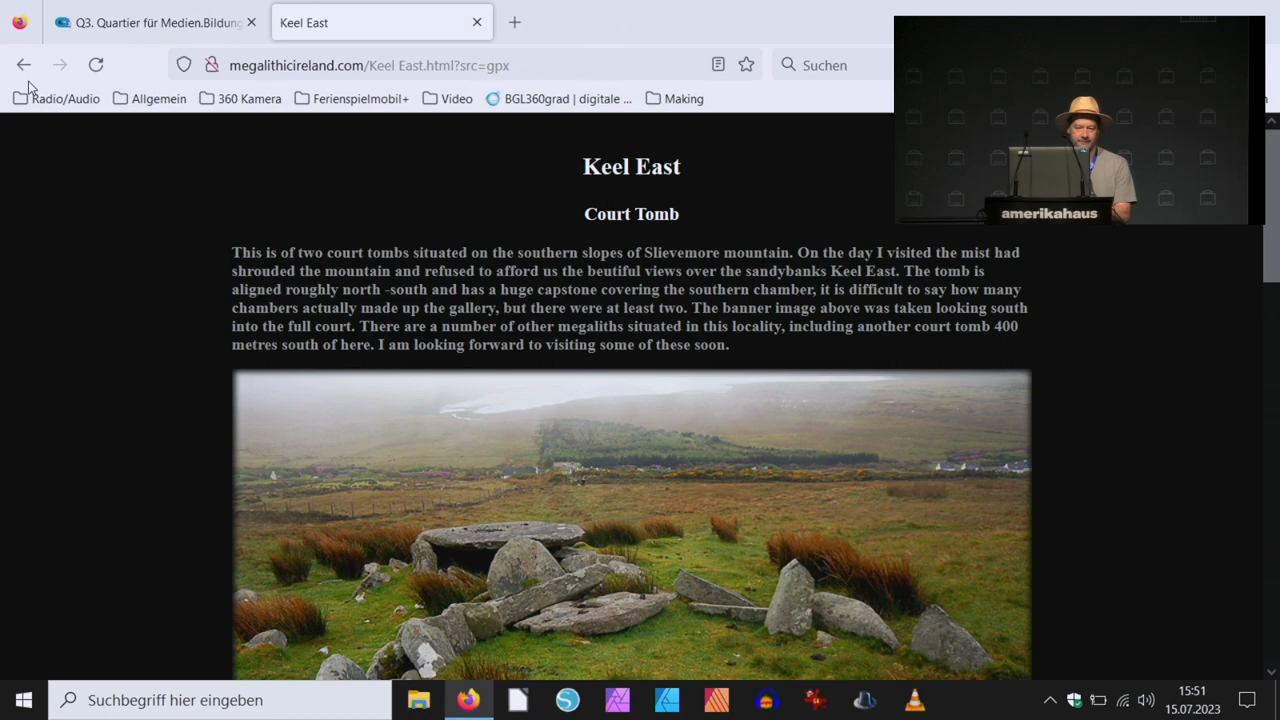 Q3. Quartier für Medien.Bildung
Keel East
megalithicireland.com/Keel East.html?src=gpx
Suchen
Radio/Audio
Allgemein
360 Kamera
Ferienspielmobil+
Video
BGL360grad | digitale ...
Making
Keel East
Court Tomb
This is of two court tombs situated on the southern slopes of Slievemore mountain. On the day I visited the mist had
shrouded the mountain and refused to afford us the beutiful views over the sandybanks Keel East. The tomb is
aligned roughly north -south and has a huge capstone covering the southern chamber, it is difficult to say how many
chambers actually made up the gallery, but there were at least two. The banner image above was taken looking south
into the full court. There are a number of other megaliths situated in this locality, including another court tomb 400
metres south of here. I am looking forward to visiting some of these soon.
amerikahaus
Suchbegriff hier eingeben
15:51
15.07.2023